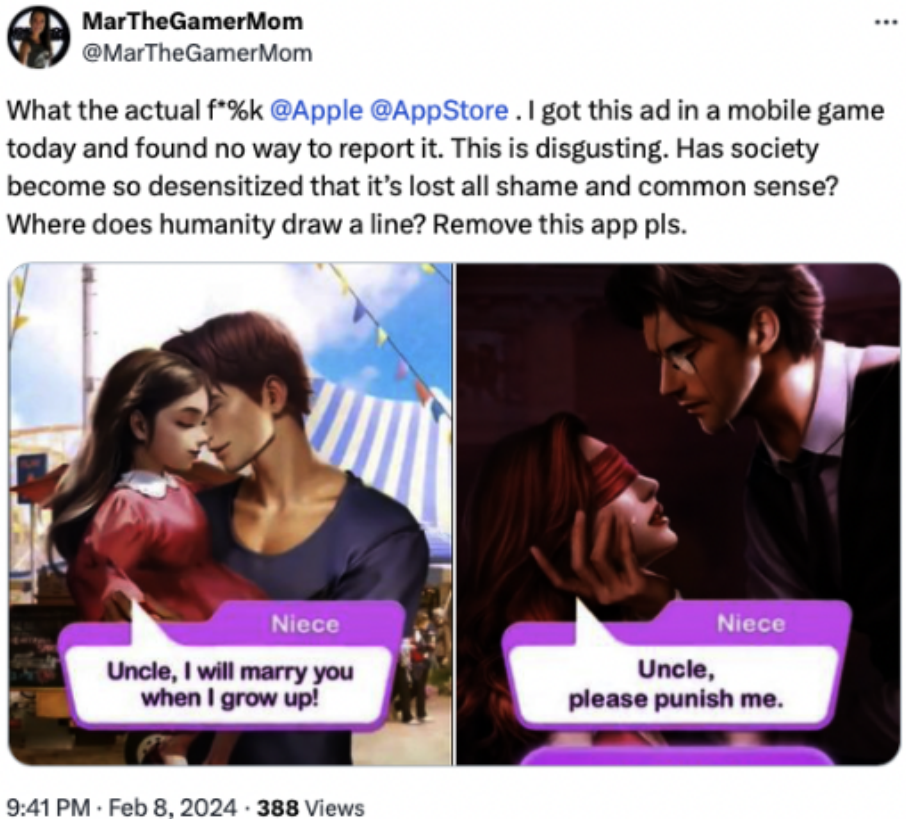 MarTheGamerMom
@MarTheGamerMom
What the actual f*%k @Apple @AppStore . I got this ad in a mobile game
today and found no way to report it. This is disgusting. Has society
become so desensitized that it’s lost all shame and common sense?
Where does humanity draw a line? Remove this app pls.
Niece
Uncle, I will marry you
when I grow up!
Niece
Uncle,
please punish me.
9:41 PM · Feb 8, 2024 · 388 Views